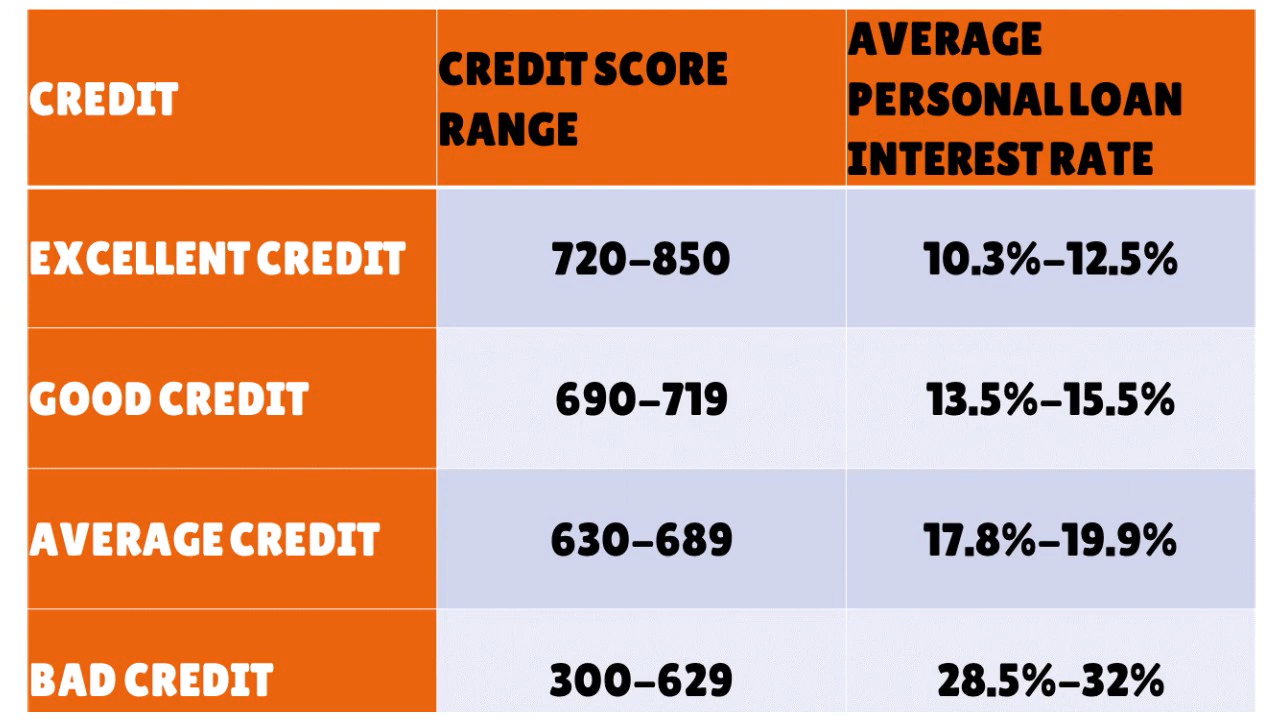 CREDIT
CREDIT SCORE
RANGE
AVERAGE
PERSONAL LOAN
INTEREST RATE
EXCELLENT CREDIT
720–850
10.3%–12.5%
GOOD CREDIT
690–719
13.5%–15.5%
AVERAGE CREDIT
630–689
17.8%–19.9%
BAD CREDIT
300–629
28.5%–32%